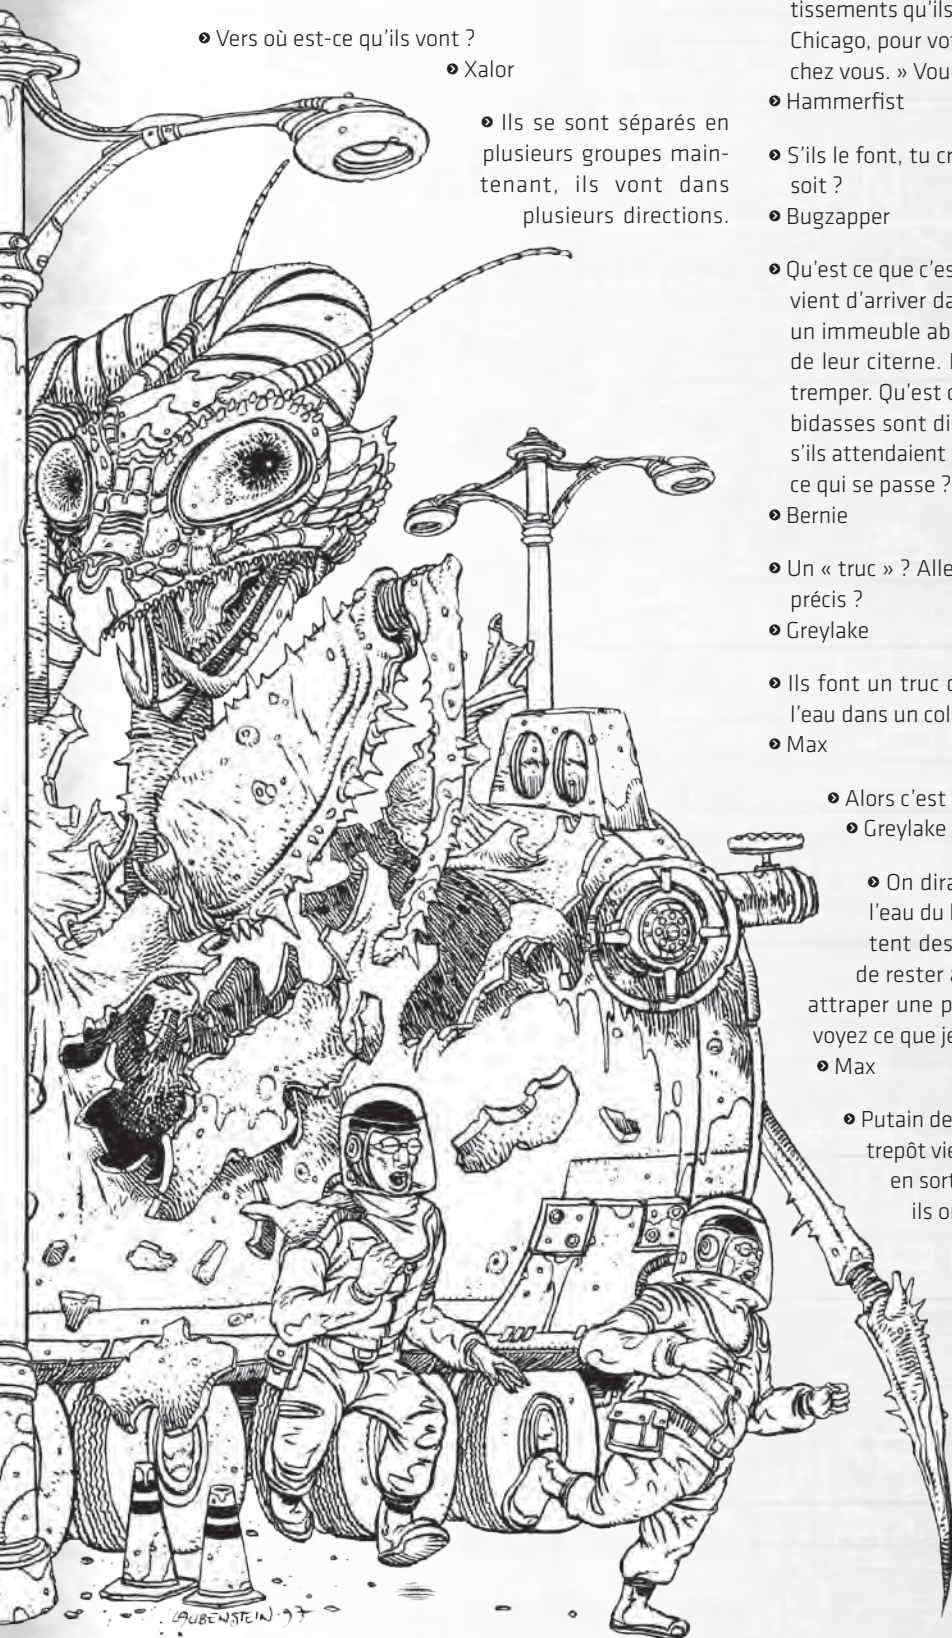 › Vers où est-ce qu'ils vont ?
› Xalor
› Ils se sont séparés en
plusieurs groupes main-
tenant, ils vont dans
plusieurs directions.
tissements qu'ils
Chicago, pour vot
chez vous. » Vou
› Hammerfist
› S'ils le font, tu cr
soit ?
› Bugzapper
› Qu'est ce que c'es
vient d'arriver da
un immeuble ab
de leur citerne.
tremper. Qu'est c
bidasses sont di
s'ils attendaient
ce qui se passe ?
› Bernie
› Un « truc » ? Alle
précis ?
› Greylake
› Ils font un truc
l'eau dans un col
› Max
› Alors c'est
› Greylake
› On dira
l'eau du
tent des
de rester
attraper une p
voyez ce que je
› Max
› Putain de
trepôt vie
en sort
ils o
LAUBENSTEIN·97